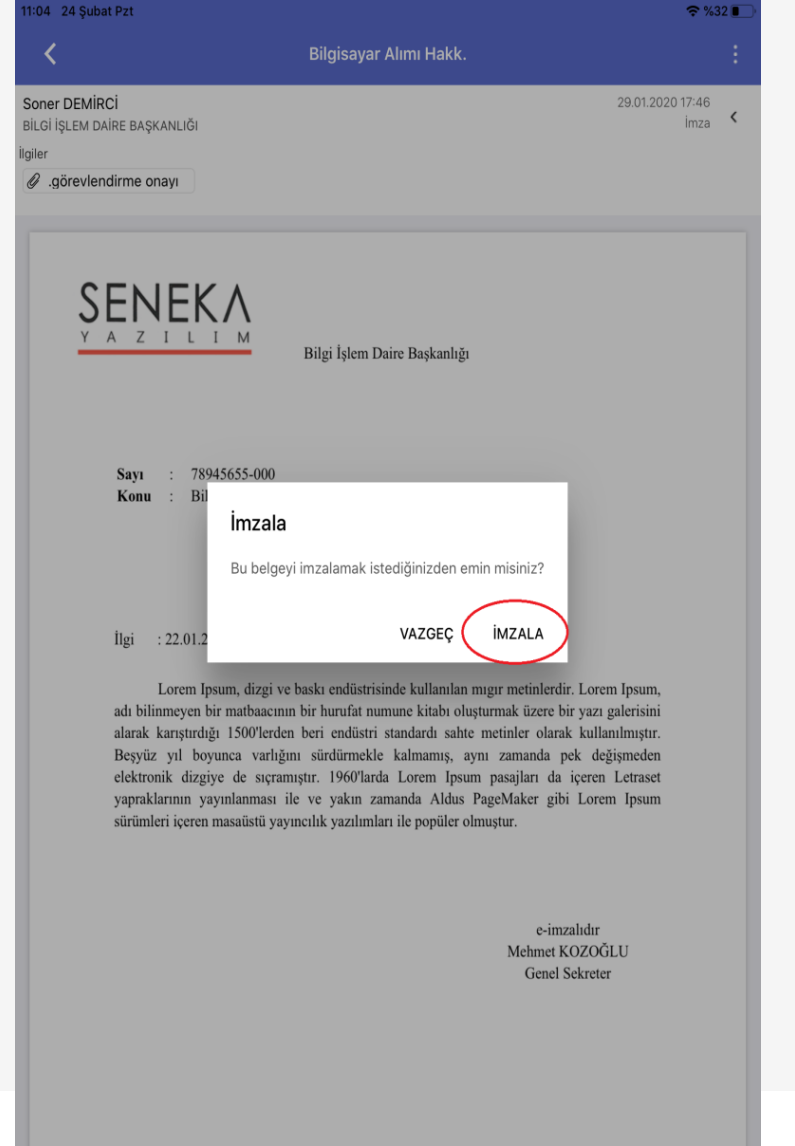 11:04 24 Şubat Pzt
%32
Bilgisayar Alımı Hakk.
Soner DEMİRCİ
29.01.2020 17:46
BİLGİ İŞLEM DAİRE BAŞKANLIĞI
İmza
İlgiler
.görevlendirme onayı
SENEKA
YAZILIM
Bilgi İşlem Daire Başkanlığı
Sayı : 78945655-000
Konu : Bil
İmzala
Bu belgeyi imzalamak istediğinizden emin misiniz?
VAZGEÇ İMZALA
İlgi : 22.01.2
Lorem Ipsum, dizgi ve baskı endüstrisinde kullanılan mıgır metinlerdir. Lorem Ipsum,
adı bilinmeyen bir matbaacının bir hurufat numune kitabı oluşturmak üzere bir yazı galerisini
alarak karıştırdığı 1500'lerden beri endüstri standardı sahte metinler olarak kullanılmıştır.
Beşyüz yıl boyunca varlığını sürdürmekle kalmamış, aynı zamanda pek değişmeden
elektronik dizgiye de sıçramıştır. 1960'larda Lorem Ipsum pasajları da içeren Letraset
yapraklarının yayınlanması ile ve yakın zamanda Aldus PageMaker gibi Lorem Ipsum
sürümleri içeren masaüstü yayıncılık yazılımları ile popüler olmuştur.
e-imzalıdır
Mehmet KOZOĞLU
Genel Sekreter